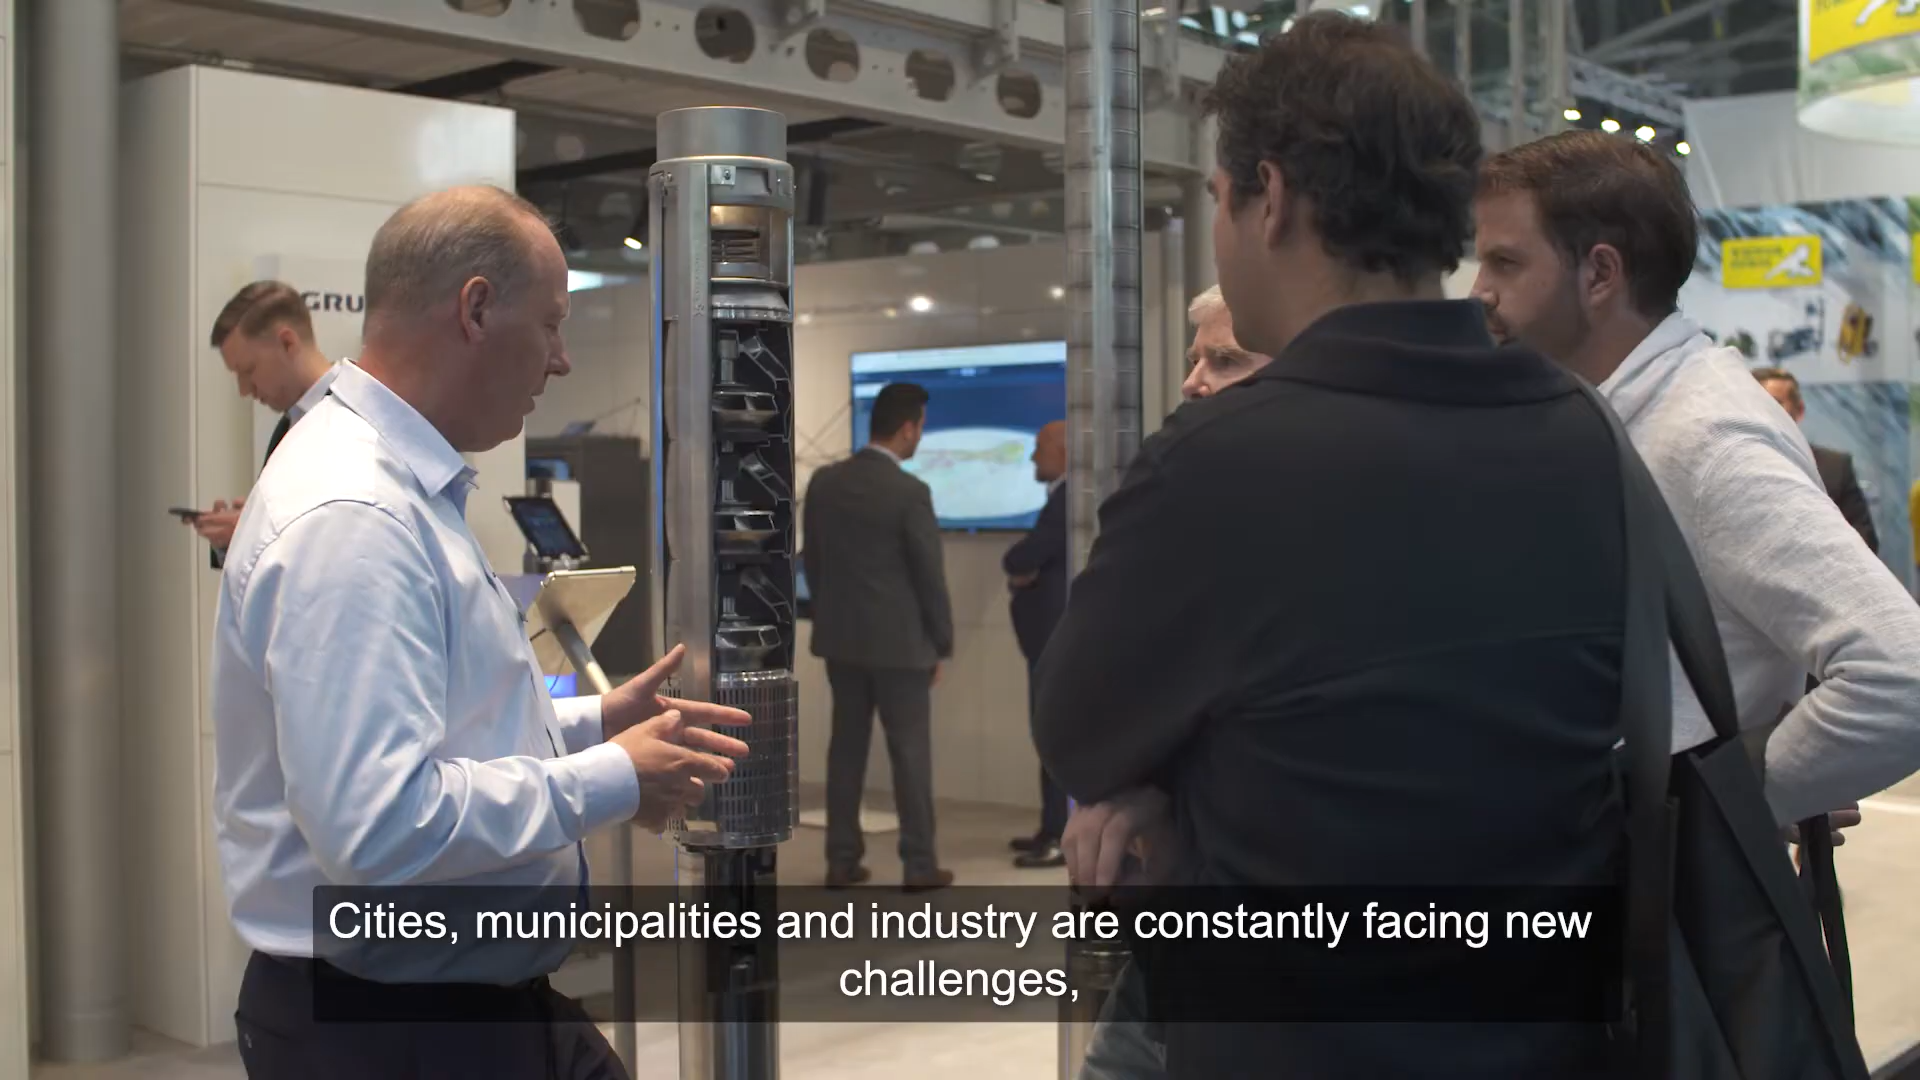 GRU
Cities, municipalities and industry are constantly facing new
challenges,